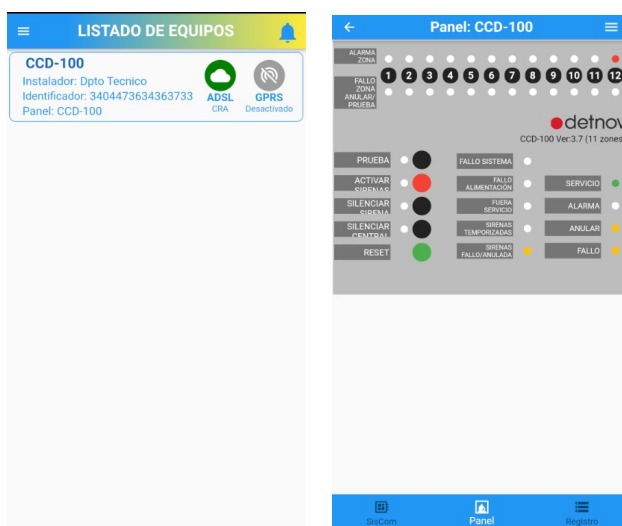 LISTADO DE EQUIPOS
CCD-100
Instalador: Dpto Tecnico
Identificador: 3404473634363733
Panel: CCD-100
ADSL
CRA
GPRS
Desactivado
Panel: CCD-100
ALARMA
ZONA
1 2 3 4 5 6 7 8 9 10 11 12
FALLO
ZONA
ANULAR/
PRUEBA
detnov
CCD-100 Ver:3.7 (11 zones
PRUEBA
ACTIVAR
SIRENAS
SILENCIAR
SIRENA
SILENCIAR
CENTRAL
RESET
FALLO SISTEMA
FALLO
ALIMENTACIÓN
FUERA
SERVICIO
SIRENAS
TEMPORIZADAS
SIRENAS
FALLO/ANULADA
SERVICIO
ALARMA
ANULAR
FALLO
SisCom
Panel
Registro